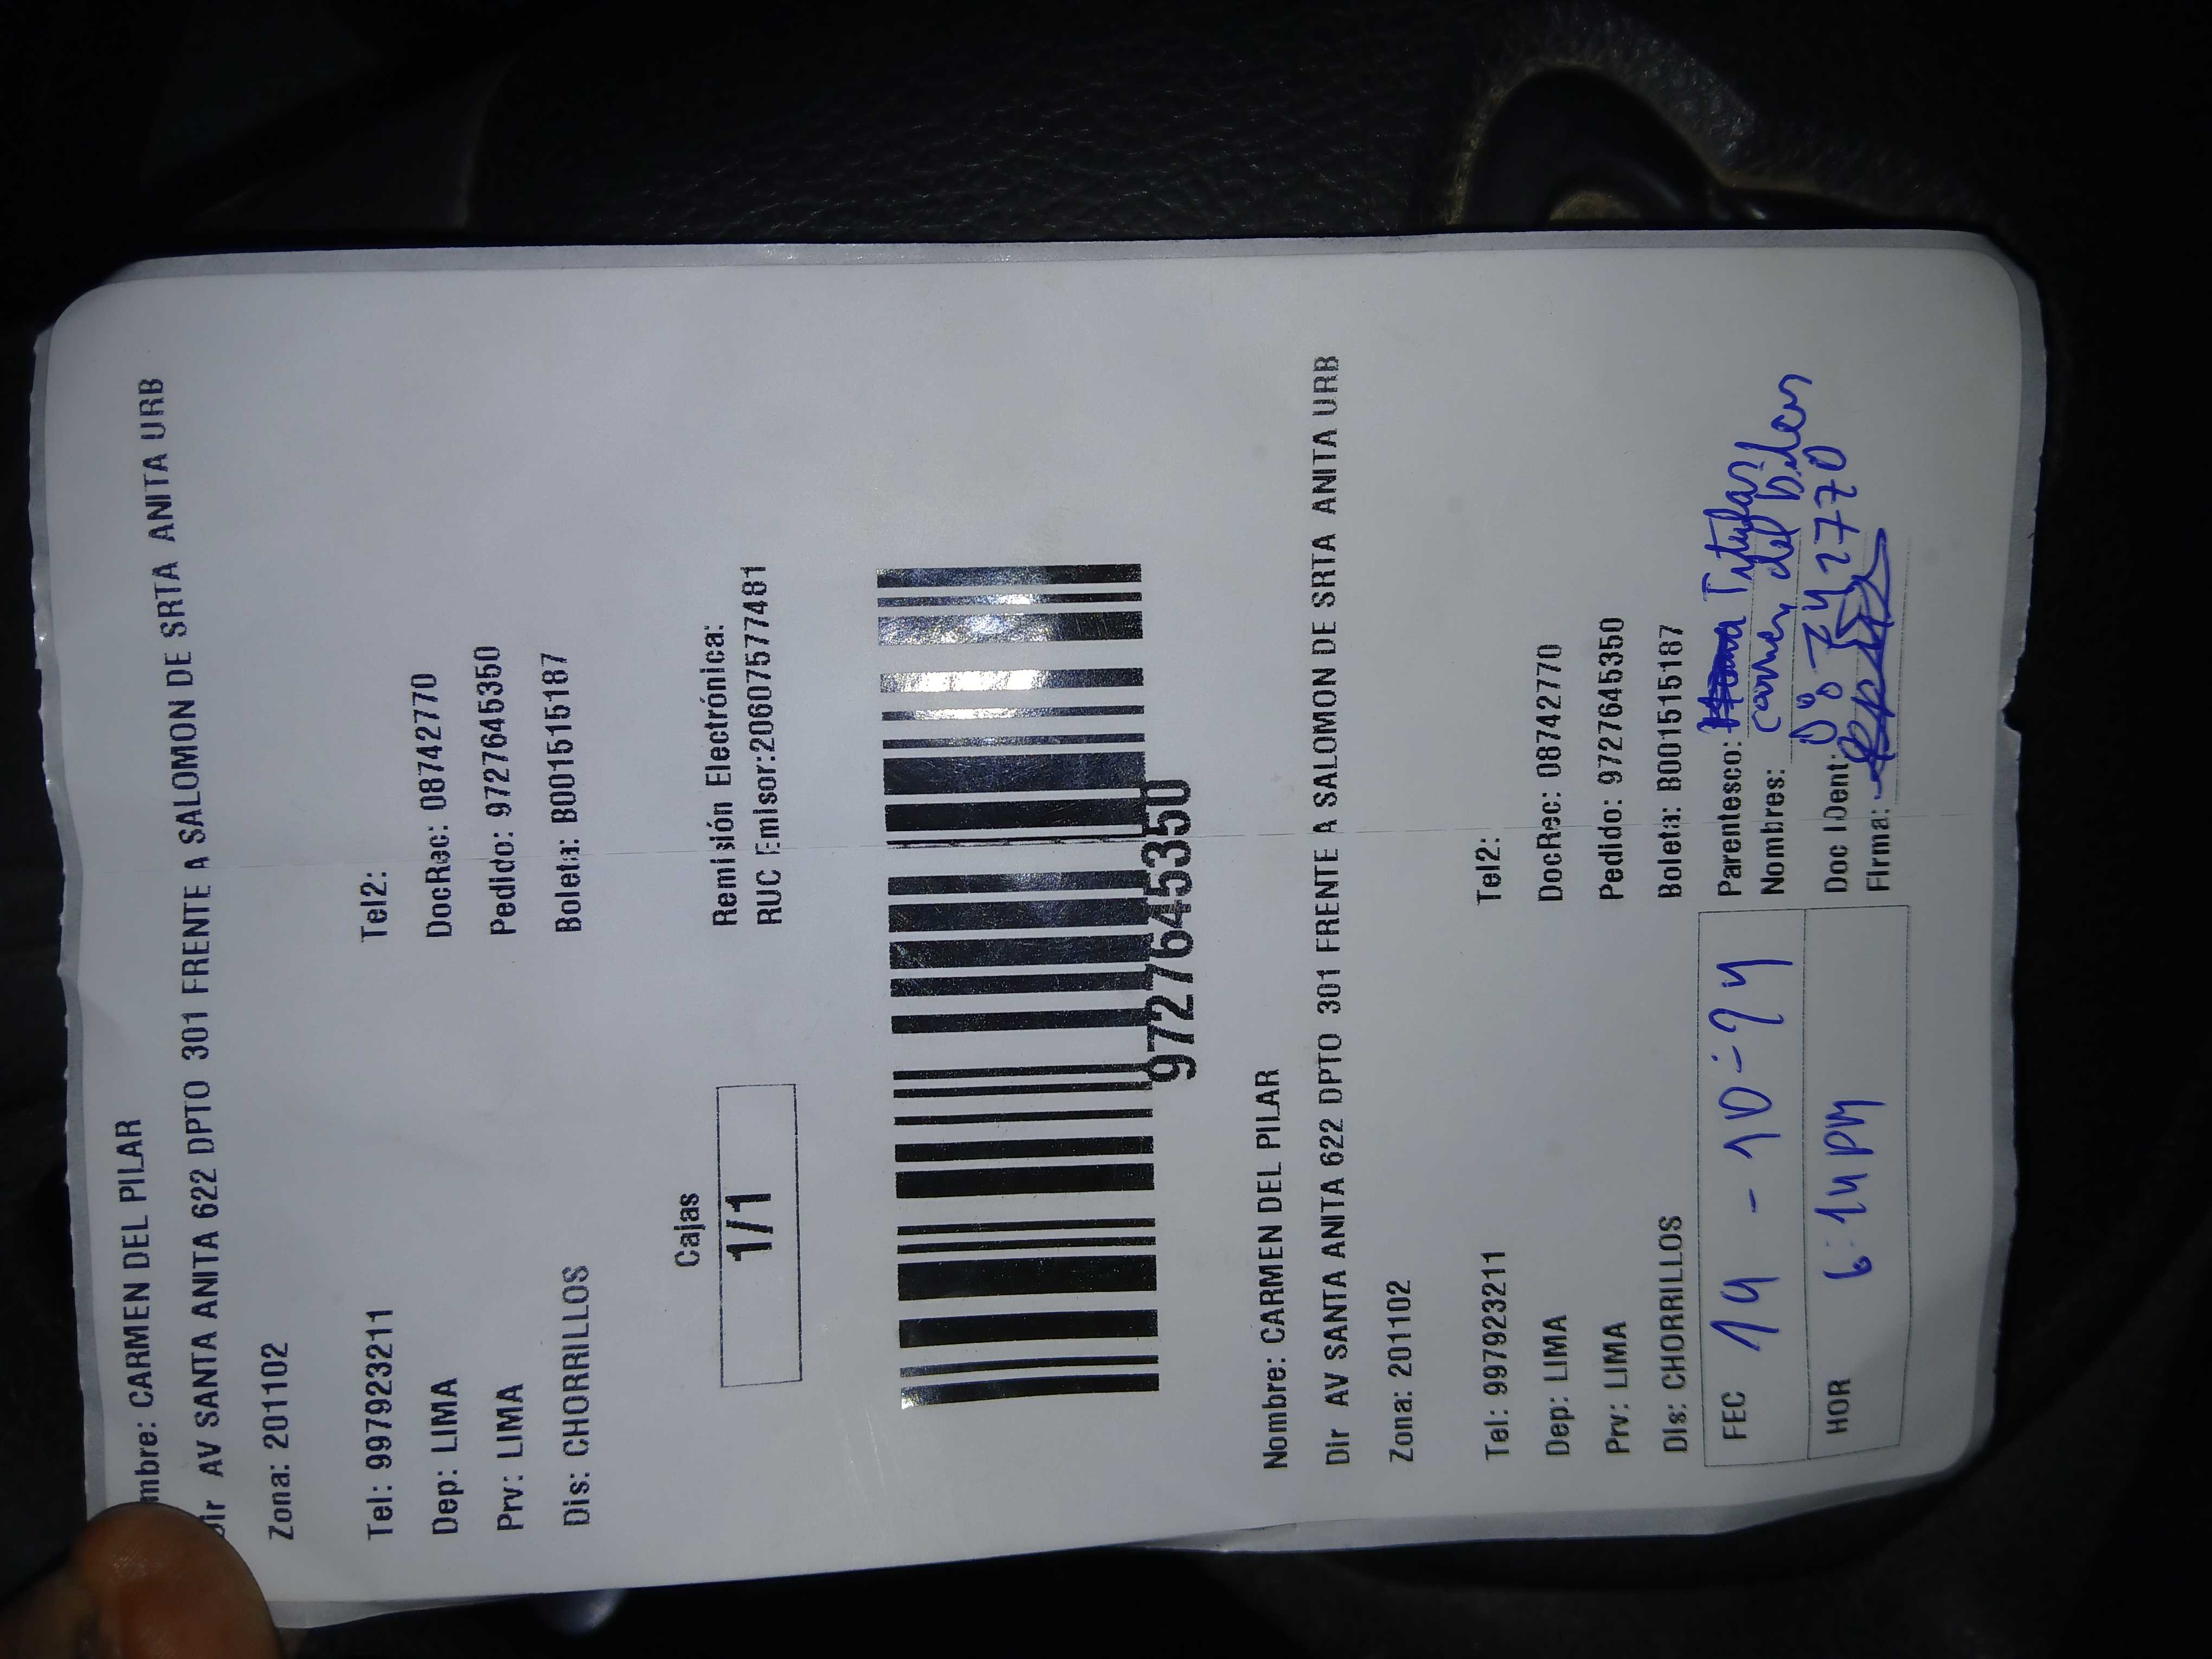 mbre: CARMEN DEL PILAR
Dir AV SANTA ANITA 622 DPTO 301 FRENTE A SALOMON DE SRTA ANITA URB
Zona: 201102
Tel: 997923211 Tel2:
Dep: LIMA DocRec: 08742770
Prv: LIMA Pedido: 9727645350
Dis: CHORRILLOS Boleta: B001515187
Cajas Remisión Electrónica:
1/1 RUC Emisor:20607577481
9727645350
Nombre: CARMEN DEL PILAR
Dir AV SANTA ANITA 622 DPTO 301 FRENTE A SALOMON DE SRTA ANITA URB
Zona: 201102
Tel: 997923211 Tel2:
Dep: LIMA DocRec: 08742770
Prv: LIMA Pedido: 9727645350
Dis: CHORRILLOS Boleta: B001515187
FEC 14 - 10-24 Parentesco: Titular
Nombres: carmen del
HOR 6:14 PM Doc IDent:
Firma: